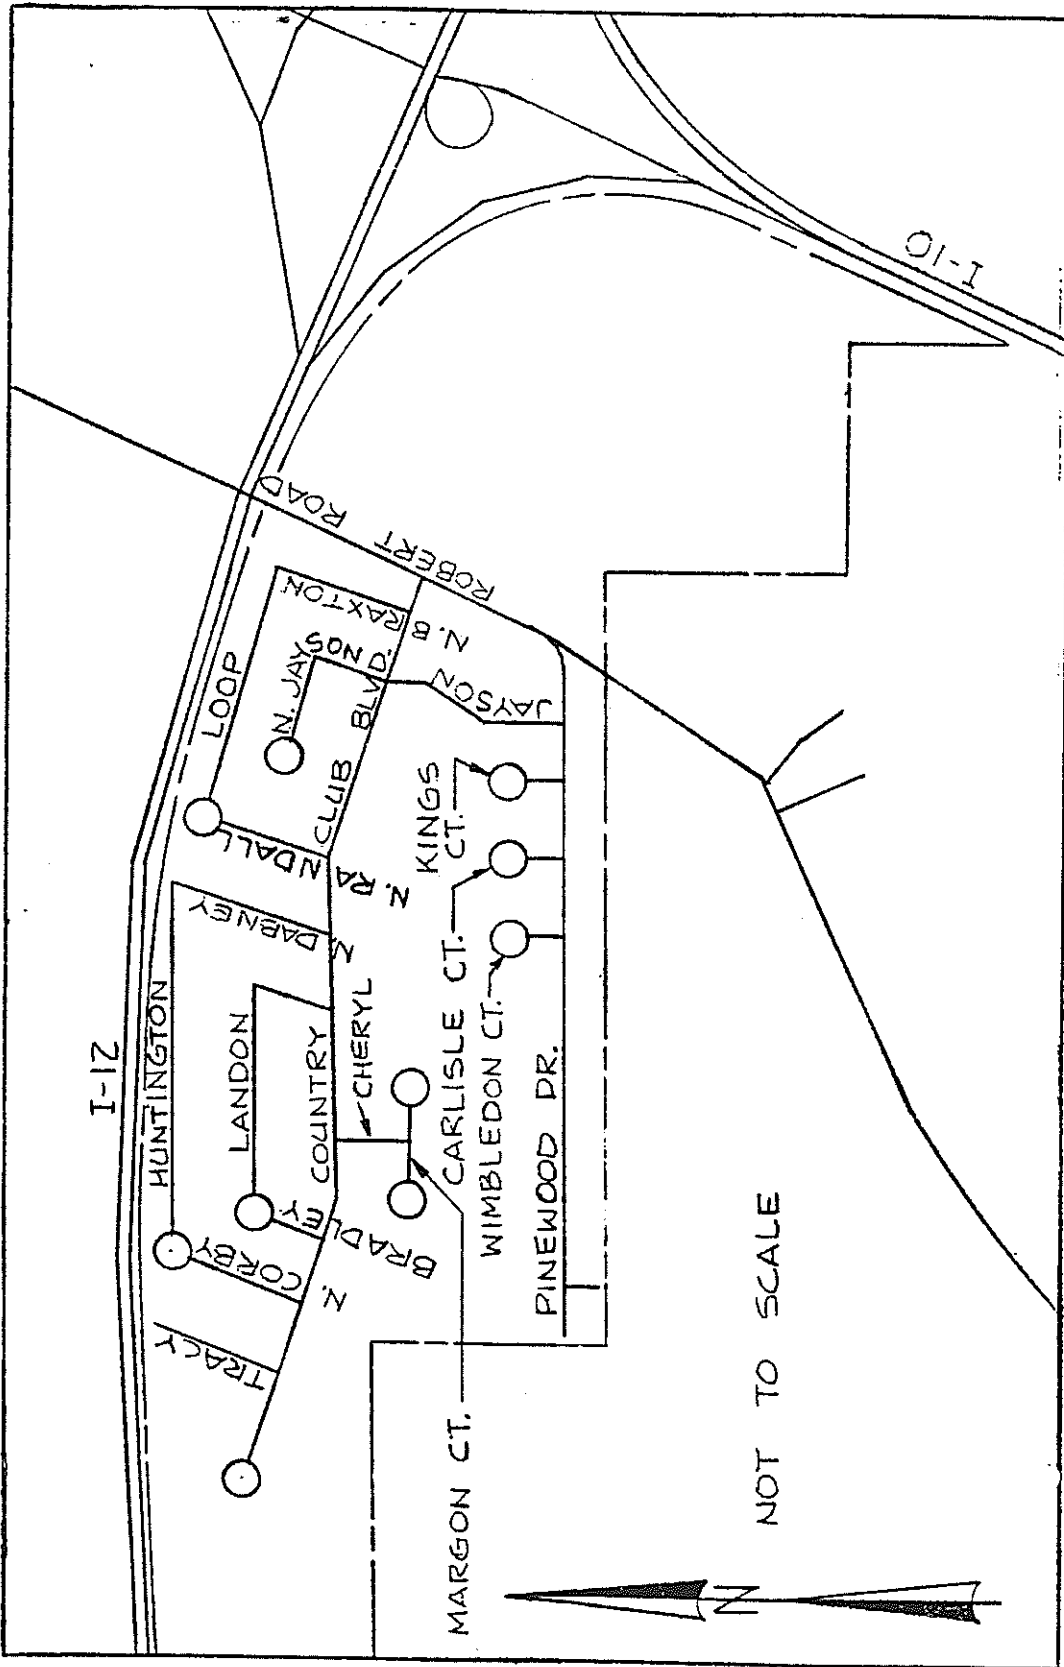 I-12
HUNTINGTON
LOOP
ROBERT ROAD
I-10
TRACY
N. CORBY
BRADLEY
LANDON
COUNTRY CLUB BLVD.
N. DABNEY
N. RANDALL
N. JAYSON
N. BRAXTON
JAYSON
CHERYL
MARGON CT.
CARLISLE CT.
WIMBLEDON CT.
KINGS
CT.
PINEWOOD DR.
N
NOT TO SCALE